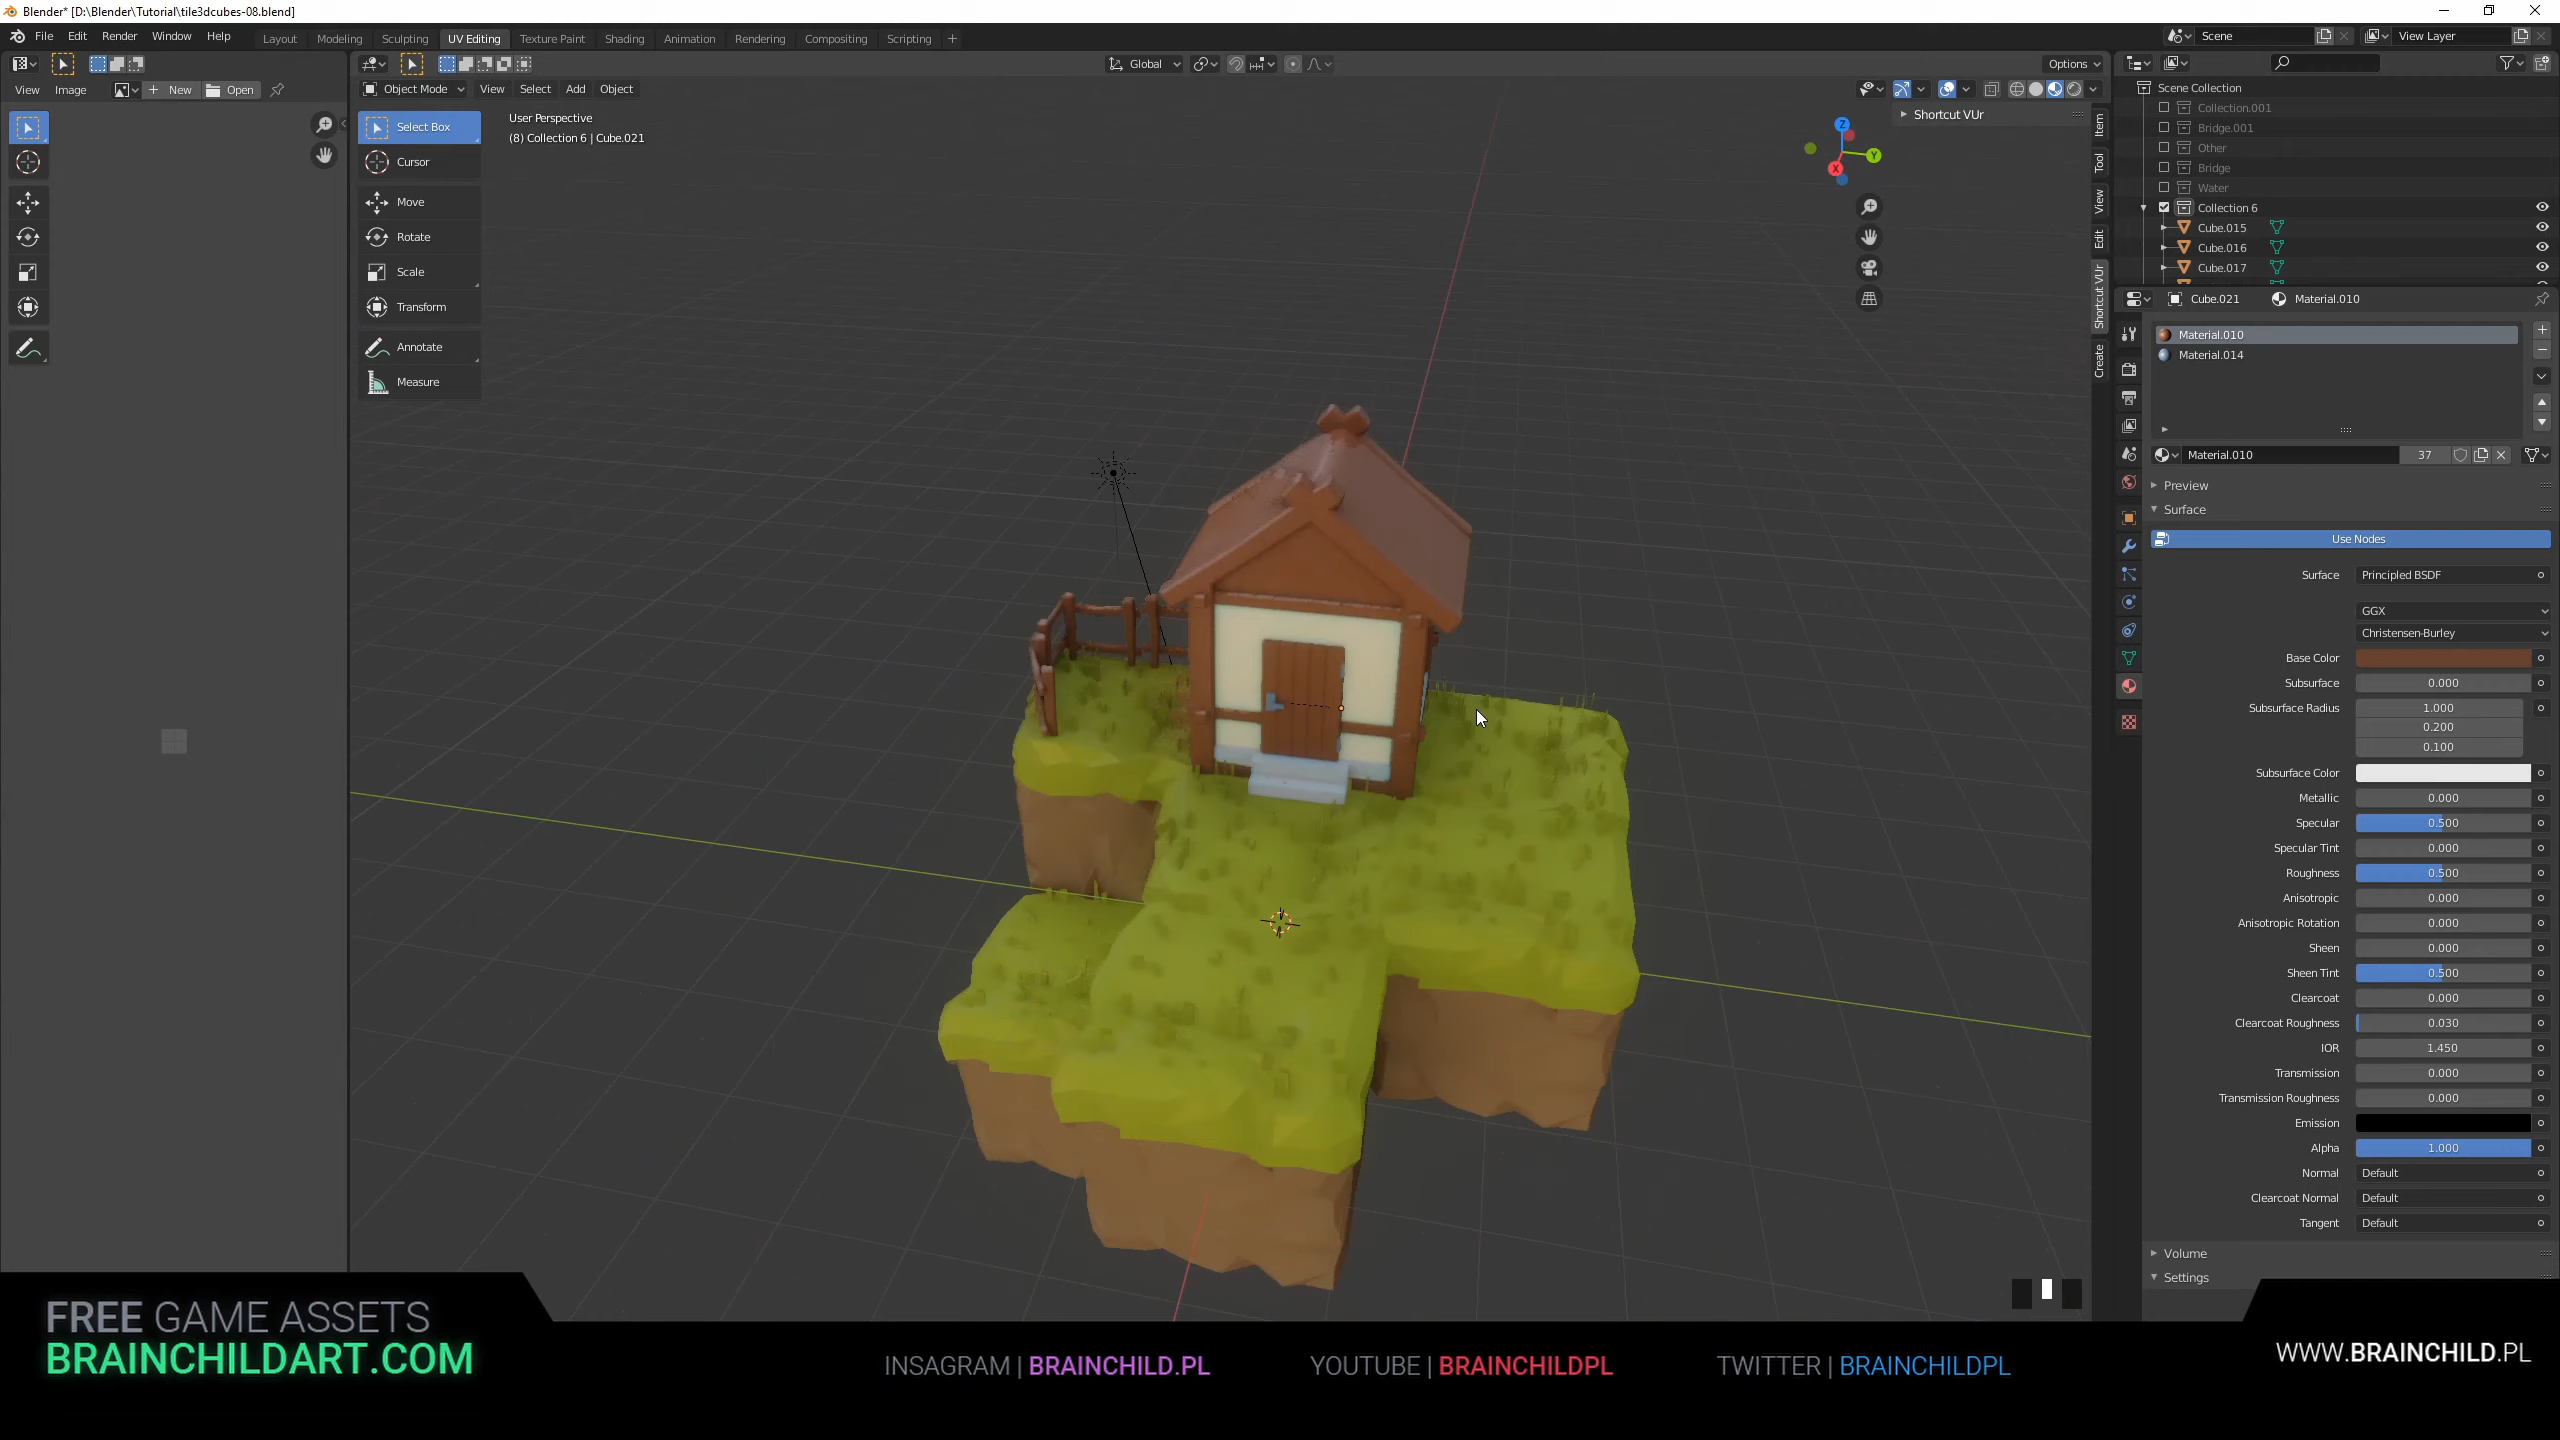 Blender* [D:\Blender\Tutorial\tile3dcubes-08.blend]
File Edit Render Window Help
Layout Modeling Sculpting UV Editing Texture Paint Shading Animation Rendering Compositing Scripting +
Scene
View Layer
Global
Options
View Image New Open
Object Mode View Select Add Object
User Perspective
(8) Collection 6 | Cube.021
Select Box
Cursor
Move
Rotate
Scale
Transform
Annotate
Measure
Shortcut VUr
Z
Y
X
Item
Tool
View
Edit
Shortcut VUr
Create
Scene Collection
Collection.001
Bridge.001
Other
Bridge
Water
Collection 6
Cube.015
Cube.016
Cube.017
Cube.021 Material.010
Material.010
Material.014
Material.010 37
Preview
Surface
Use Nodes
Surface Principled BSDF
GGX
Christensen-Burley
Base Color
Subsurface 0.000
Subsurface Radius 1.000
0.200
0.100
Subsurface Color
Metallic 0.000
Specular 0.500
Specular Tint 0.000
Roughness 0.500
Anisotropic 0.000
Anisotropic Rotation 0.000
Sheen 0.000
Sheen Tint 0.500
Clearcoat 0.000
Clearcoat Roughness 0.030
IOR 1.450
Transmission 0.000
Transmission Roughness 0.000
Emission
Alpha 1.000
Normal Default
Clearcoat Normal Default
Tangent Default
Volume
Settings
FREE GAME ASSETS
BRAINCHILDART.COM
INSAGRAM | BRAINCHILD.PL
YOUTUBE | BRAINCHILDPL
TWITTER | BRAINCHILDPL
WWW.BRAINCHILD.PL